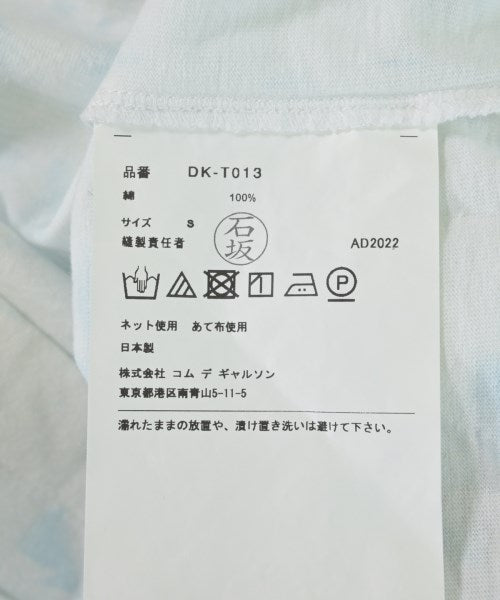 品番 DK-T013
綿 100%
サイズ s
縫製責任者 石坂 AD2022
P
ネット使用 あて布使用
日本製
株式会社 コム デ ギャルソン
東京都港区南青山5-11-5
濡れたままの放置や、漬け置き洗いは避けて下さい。